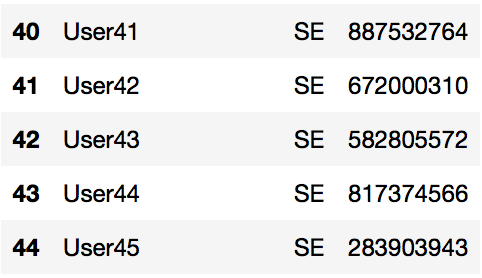 40 User41 SE 887532764
41 User42 SE 672000310
42 User43 SE 582805572
43 User44 SE 817374566
44 User45 SE 283903943